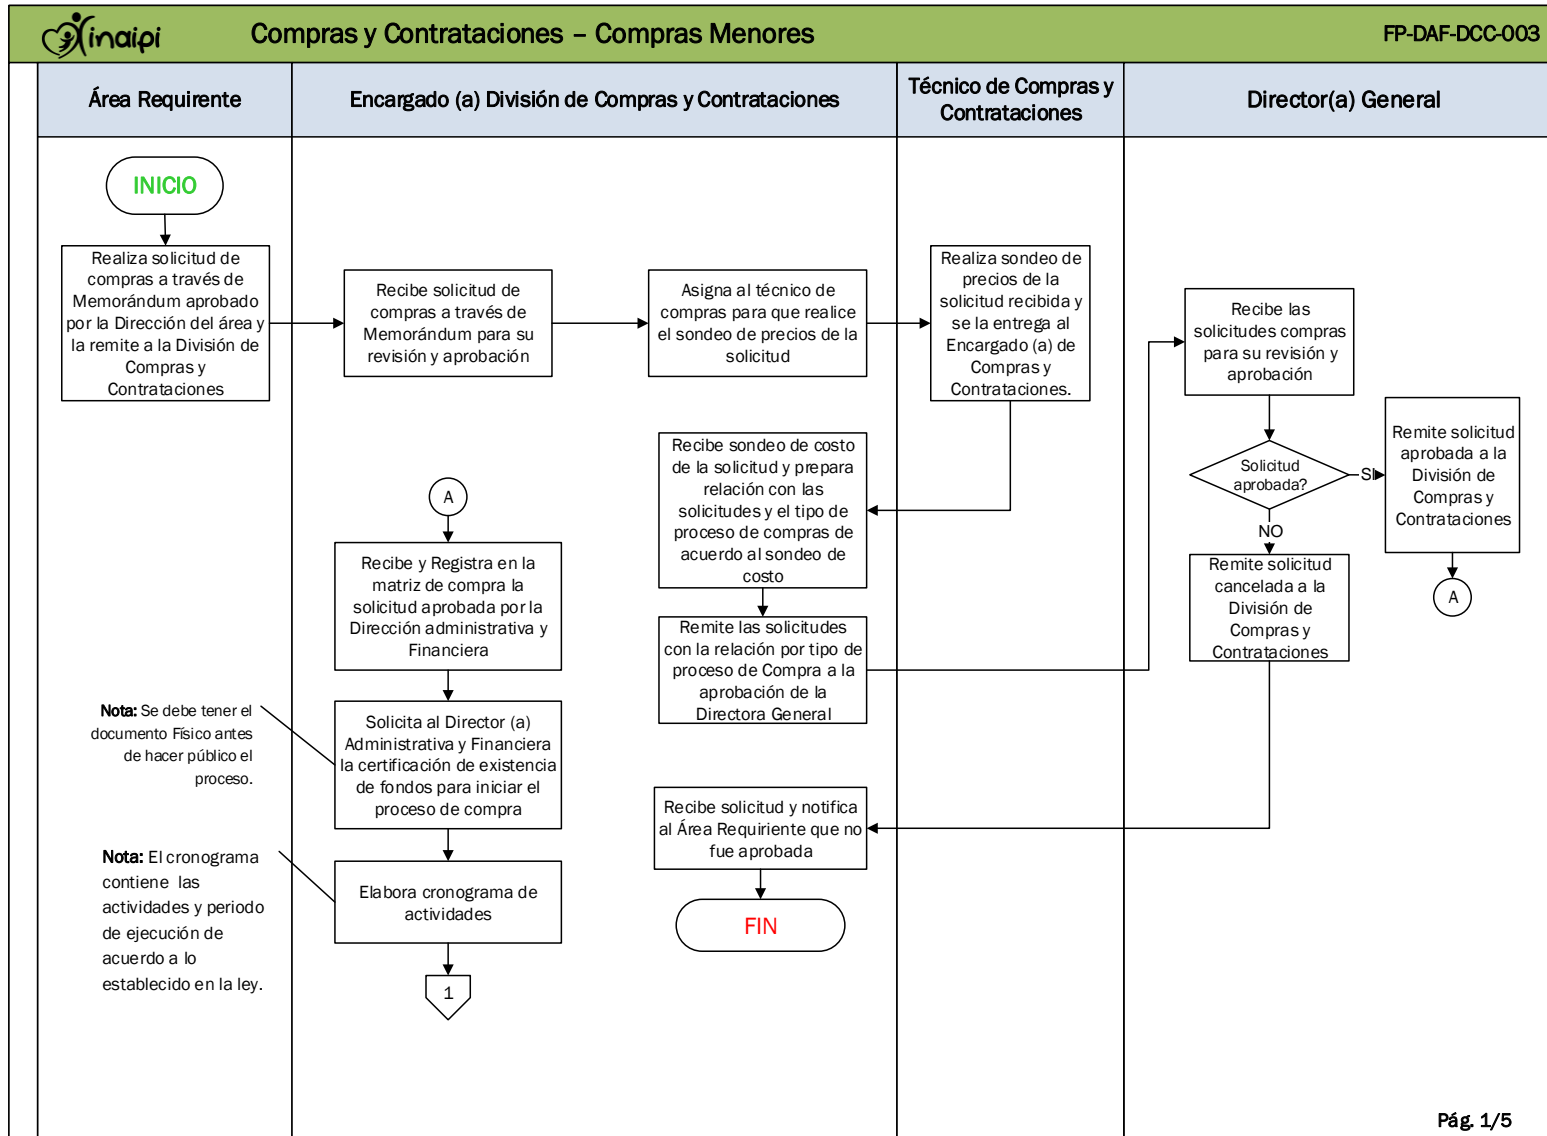 inaipi
Compras y Contrataciones – Compras Menores
FP-DAF-DCC-003
Área Requirente
Encargado (a) División de Compras y Contrataciones
Técnico de Compras y
Contrataciones
Director(a) General
INICIO
Realiza solicitud de
compras a través de
Memorándum aprobado
por la Dirección del área y
la remite a la División de
Compras y
Contrataciones
Recibe solicitud de
compras a través de
Memorándum para su
revisión y aprobación
Asigna al técnico de
compras para que realice
el sondeo de precios de la
solicitud
Realiza sondeo de
precios de la
solicitud recibida y
se la entrega al
Encargado (a) de
Compras y
Contrataciones.
Recibe las
solicitudes compras
para su revisión y
aprobación
Solicitud
aprobada?
SI
NO
Remite solicitud
aprobada a la
División de
Compras y
Contrataciones
A
Remite solicitud
cancelada a la
División de
Compras y
Contrataciones
Recibe sondeo de costo
de la solicitud y prepara
relación con las
solicitudes y el tipo de
proceso de compras de
acuerdo al sondeo de
costo
Remite las solicitudes
con la relación por tipo de
proceso de Compra a la
aprobación de la
Directora General
A
Recibe y Registra en la
matriz de compra la
solicitud aprobada por la
Dirección administrativa y
Financiera
Nota: Se debe tener el
documento Físico antes
de hacer público el
proceso.
Solicita al Director (a)
Administrativa y Financiera
la certificación de existencia
de fondos para iniciar el
proceso de compra
Recibe solicitud y notifica
al Área Requiriente que no
fue aprobada
FIN
Nota: El cronograma
contiene las
actividades y periodo
de ejecución de
acuerdo a lo
establecido en la ley.
Elabora cronograma de
actividades
1
Pág. 1/5